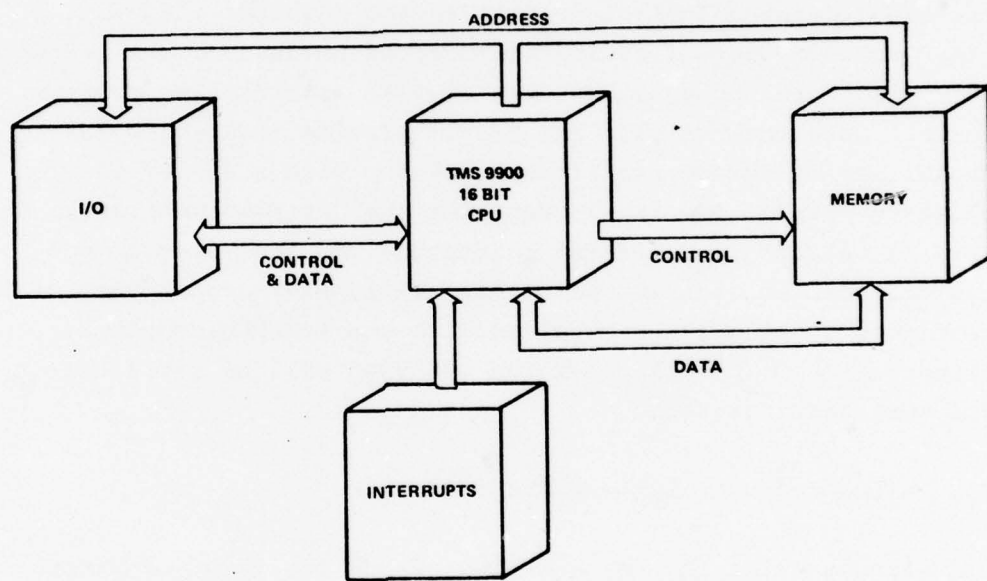 ADDRESS
I/O
TMS 9900
16 BIT
CPU
MEMORY
CONTROL
& DATA
CONTROL
DATA
INTERRUPTS